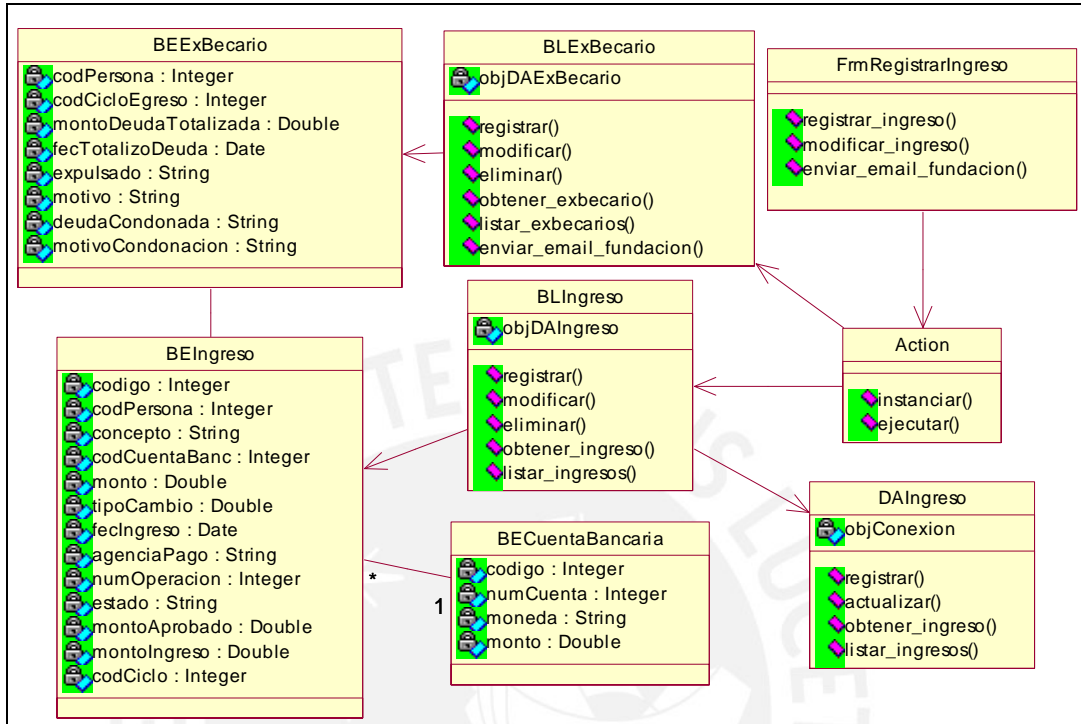 BEExBecario
codPersona : Integer
codCicloEgreso : Integer
montoDeudaTotalizada : Double
fecTotalizoDeuda : Date
expulsado : String
motivo : String
deudaCondonada : String
motivoCondonacion : String
BLExBecario
objDAExBecario
registrar()
modificar()
eliminar()
obtener_exbecario()
listar_exbecarios()
enviar_email_fundacion()
FrmRegistrarIngreso
registrar_ingreso()
modificar_ingreso()
enviar_email_fundacion()
BEIngreso
codigo : Integer
codPersona : Integer
concepto : String
codCuentaBanc : Integer
monto : Double
tipoCambio : Double
fecIngreso : Date
agenciaPago : String
numOperacion : Integer
estado : String
montoAprobado : Double
montoIngreso : Double
codCiclo : Integer
BLIngreso
objDAIngreso
registrar()
modificar()
eliminar()
obtener_ingreso()
listar_ingresos()
Action
instanciar()
ejecutar()
*
1
BECuentaBancaria
codigo : Integer
numCuenta : Integer
moneda : String
monto : Double
DAIngreso
objConexion
registrar()
actualizar()
obtener_ingreso()
listar_ingresos()